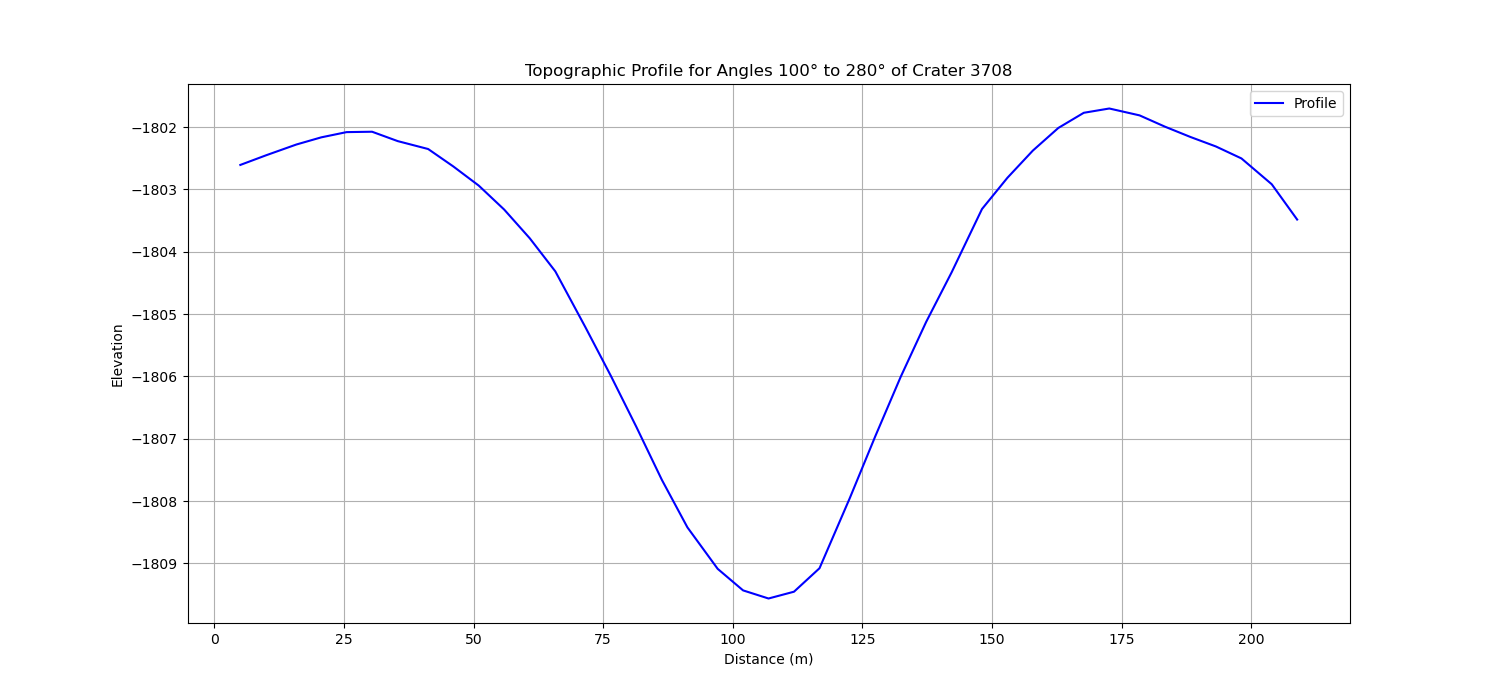 Topographic Profile for Angles 100° to 280° of Crater 3708
Profile
−1802
−1803
−1804
−1805
−1806
−1807
−1808
−1809
Elevation
0 25 50 75 100 125 150 175 200
Distance (m)